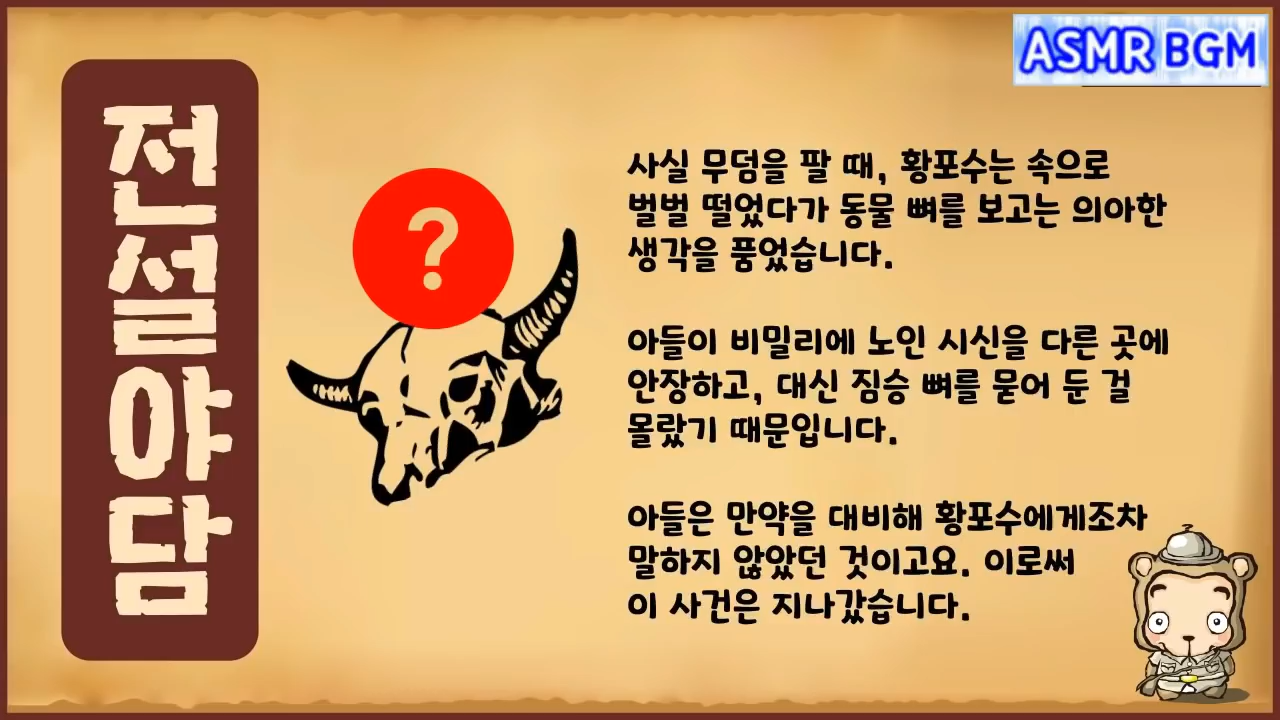 ASMR BGM
전설야담
?
사실 무덤을 팔 때, 황포수는 속으로
벌벌 떨었다가 동물 뼈를 보고는 의아한
생각을 품었습니다.
아들이 비밀리에 노인 시신을 다른 곳에
안장하고, 대신 짐승 뼈를 묻어 둔 걸
몰랐기 때문입니다.
아들은 만약을 대비해 황포수에게조차
말하지 않았던 것이고요. 이로써
이 사건은 지나갔습니다.